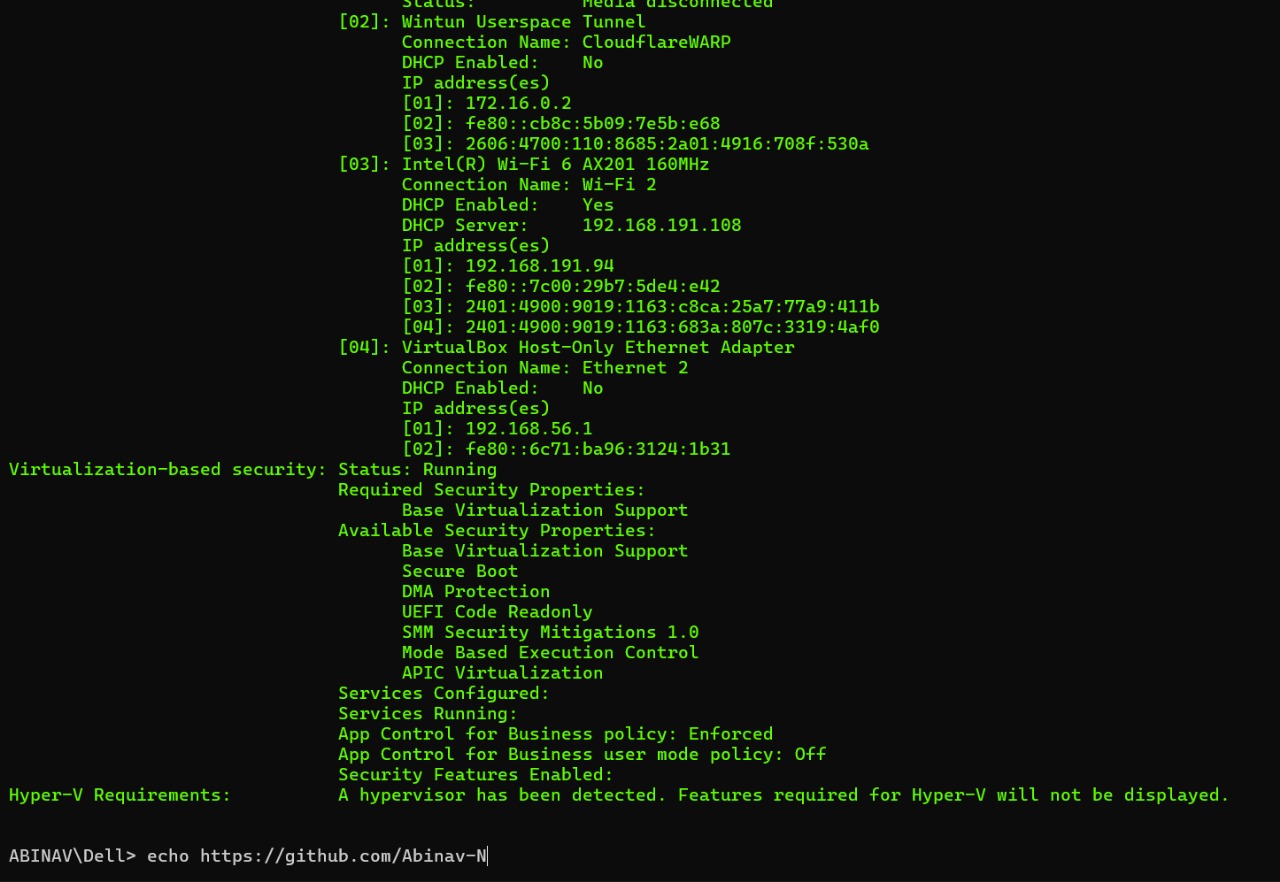 Status: Media disconnected
[02]: Wintun Userspace Tunnel
Connection Name: CloudflareWARP
DHCP Enabled: No
IP address(es)
[01]: 172.16.0.2
[02]: fe80::cb8c:5b09:7e5b:e68
[03]: 2606:4700:110:8685:2a01:4916:708f:530a
[03]: Intel(R) Wi-Fi 6 AX201 160MHz
Connection Name: Wi-Fi 2
DHCP Enabled: Yes
DHCP Server: 192.168.191.108
IP address(es)
[01]: 192.168.191.94
[02]: fe80::7c00:29b7:5de4:e42
[03]: 2401:4900:9019:1163:c8ca:25a7:77a9:411b
[04]: 2401:4900:9019:1163:683a:807c:3319:4af0
[04]: VirtualBox Host-Only Ethernet Adapter
Connection Name: Ethernet 2
DHCP Enabled: No
IP address(es)
[01]: 192.168.56.1
[02]: fe80::6c71:ba96:3124:1b31
Virtualization-based security: Status: Running
Required Security Properties:
Base Virtualization Support
Available Security Properties:
Base Virtualization Support
Secure Boot
DMA Protection
UEFI Code Readonly
SMM Security Mitigations 1.0
Mode Based Execution Control
APIC Virtualization
Services Configured:
Services Running:
App Control for Business policy: Enforced
App Control for Business user mode policy: Off
Security Features Enabled:
Hyper-V Requirements: A hypervisor has been detected. Features required for Hyper-V will not be displayed.
ABINAV\Dell> echo https://github.com/Abinav-N